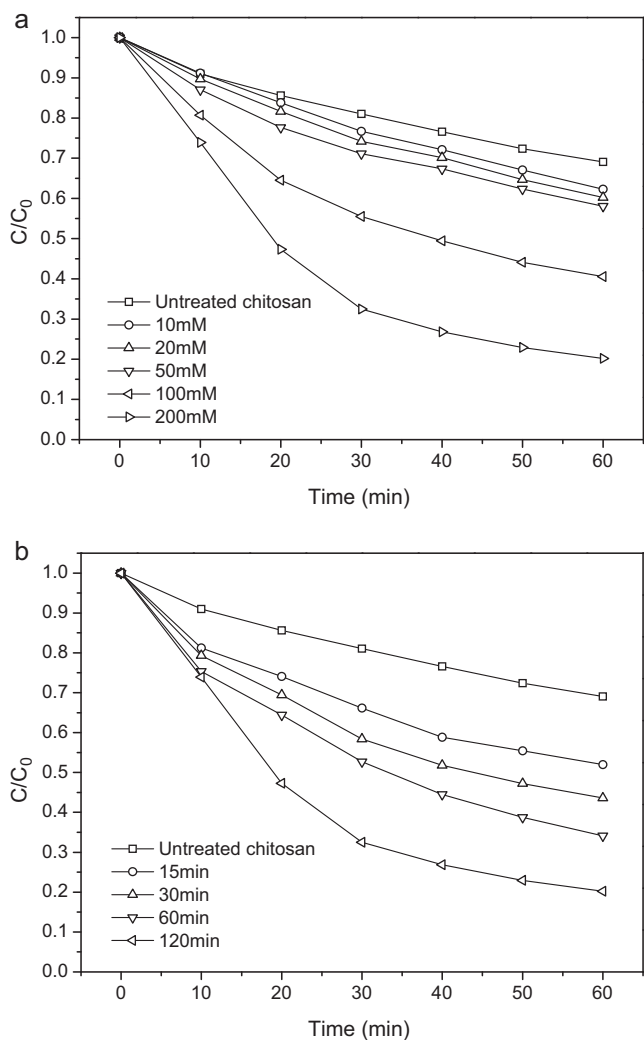 a
1.0
0.9
0.8
0.7
0.6
0.5
0.4
0.3
0.2
0.1
0.0
C/C₀
Untreated chitosan
10mM
20mM
50mM
100mM
200mM
0 10 20 30 40 50 60
Time (min)
b
1.0
0.9
0.8
0.7
0.6
0.5
0.4
0.3
0.2
0.1
0.0
C/C₀
Untreated chitosan
15min
30min
60min
120min
0 10 20 30 40 50 60
Time (min)